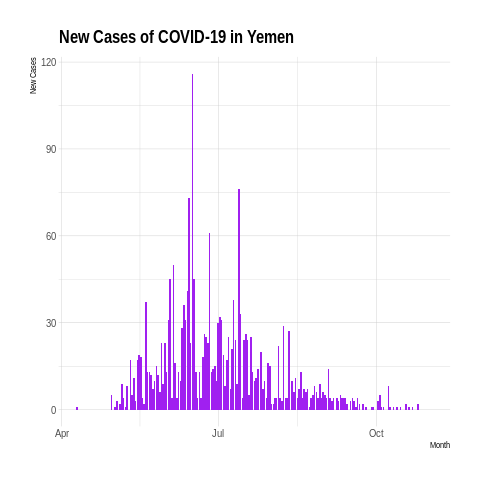 New Cases of COVID-19 in Yemen
New Cases
120
90
60
30
0
Apr
Jul
Oct
Month